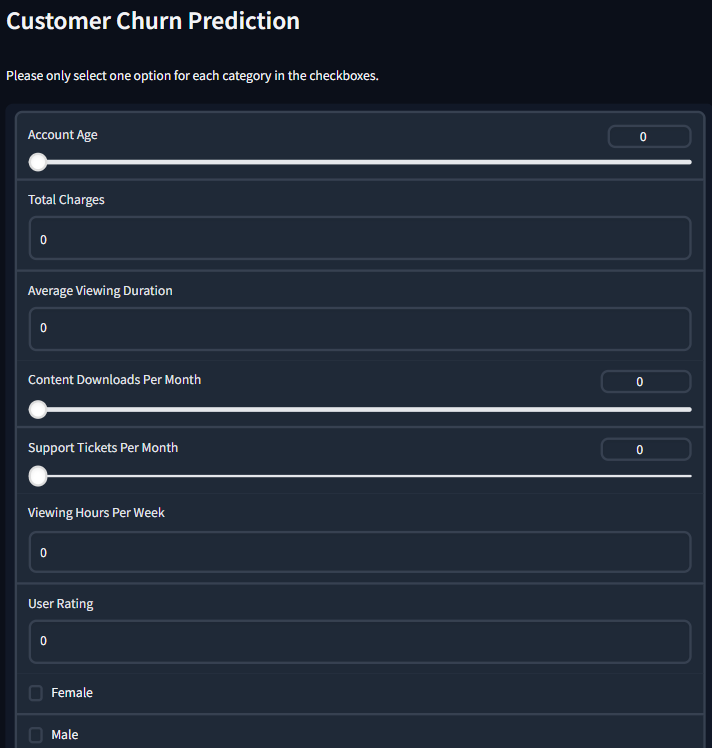 Customer Churn Prediction
Please only select one option for each category in the checkboxes.
Account Age
0
Total Charges
0
Average Viewing Duration
0
Content Downloads Per Month
0
Support Tickets Per Month
0
Viewing Hours Per Week
0
User Rating
0
Female
Male